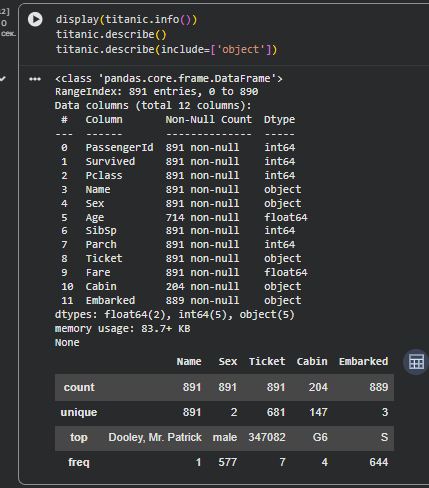 12]
0
сек.
display(titanic.info())
titanic.describe()
titanic.describe(include=['object'])
<class 'pandas.core.frame.DataFrame'>
RangeIndex: 891 entries, 0 to 890
Data columns (total 12 columns):
 #   Column       Non-Null Count  Dtype
---  ------       --------------  -----
 0   PassengerId  891 non-null    int64
 1   Survived     891 non-null    int64
 2   Pclass       891 non-null    int64
 3   Name         891 non-null    object
 4   Sex          891 non-null    object
 5   Age          714 non-null    float64
 6   SibSp        891 non-null    int64
 7   Parch        891 non-null    int64
 8   Ticket       891 non-null    object
 9   Fare         891 non-null    float64
 10  Cabin        204 non-null    object
 11  Embarked     889 non-null    object
dtypes: float64(2), int64(5), object(5)
memory usage: 83.7+ KB
None
Name Sex Ticket Cabin Embarked
count 891 891 891 204 889
unique 891 2 681 147 3
top Dooley, Mr. Patrick male 347082 G6 S
freq 1 577 7 4 644